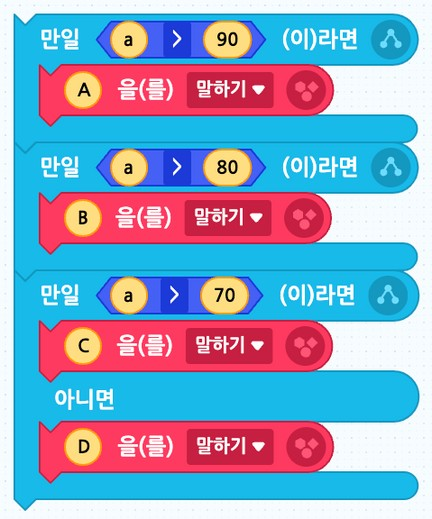 만일 a > 90 (이)라면
A 을(를) 말하기
만일 a > 80 (이)라면
B 을(를) 말하기
만일 a > 70 (이)라면
C 을(를) 말하기
아니면
D 을(를) 말하기